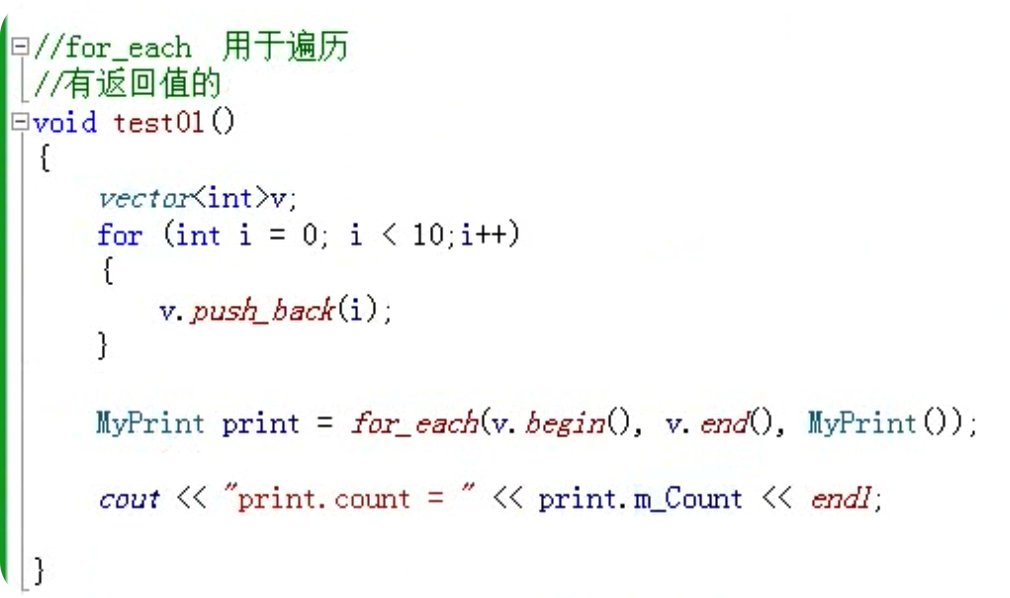 //for_each 用于遍历
//有返回值的
void test01()
{
    vector<int>v;
    for (int i = 0; i < 10;i++)
    {
        v.push_back(i);
    }
    MyPrint print = for_each(v.begin(), v.end(), MyPrint());
    cout << "print.count = " << print.m_Count << endl;
}